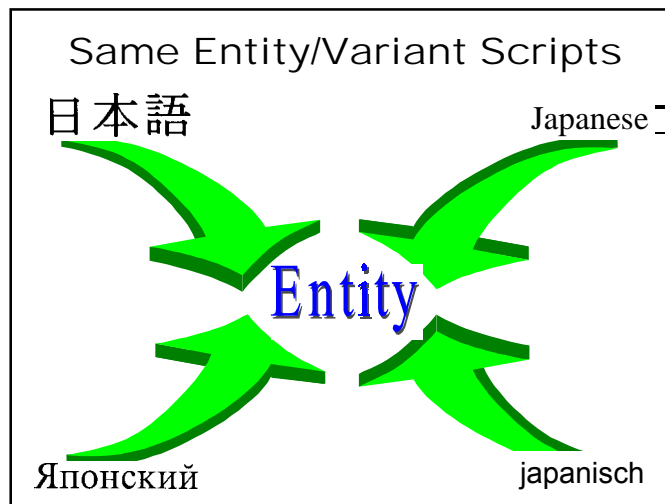 Same Entity/Variant Scripts
日本語
Japanese
Entity
Японский
japanisch